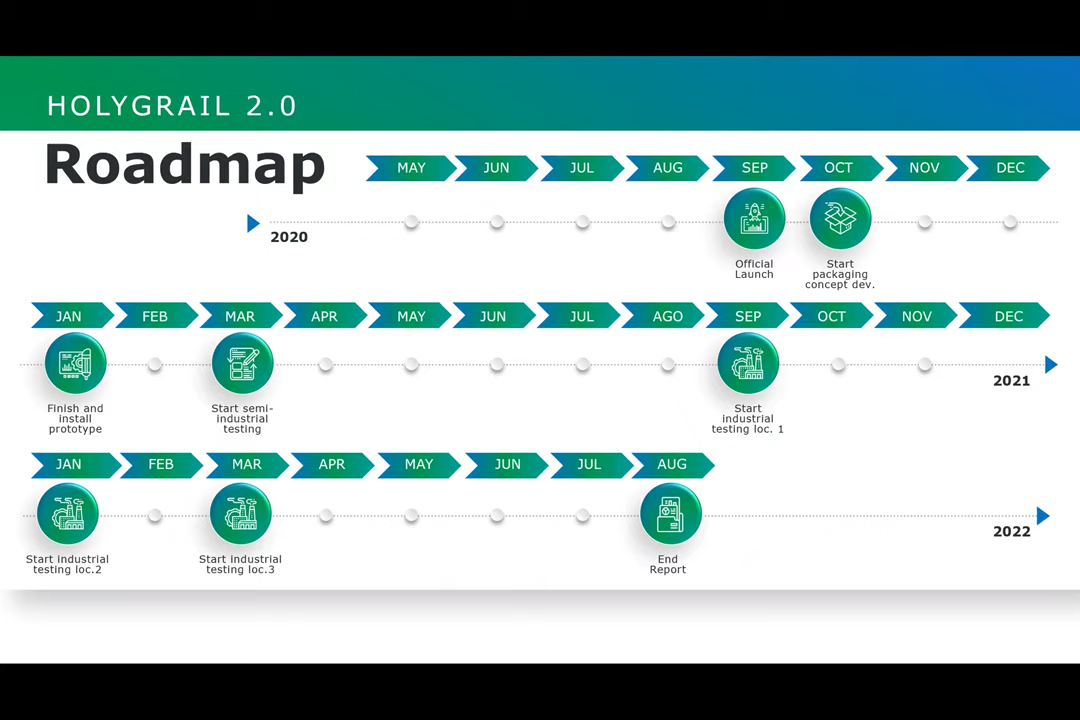 HOLYGRAIL 2.0
Roadmap
MAY JUN JUL AUG SEP OCT NOV DEC
2020
Official
Launch
Start
packaging
concept dev.
JAN FEB MAR APR MAY JUN JUL AGO SEP OCT NOV DEC
2021
Finish and
install
prototype
Start semi-
industrial
testing
Start
industrial
testing loc. 1
JAN FEB MAR APR MAY JUN JUL AUG
2022
Start industrial
testing loc.2
Start industrial
testing loc.3
End
Report